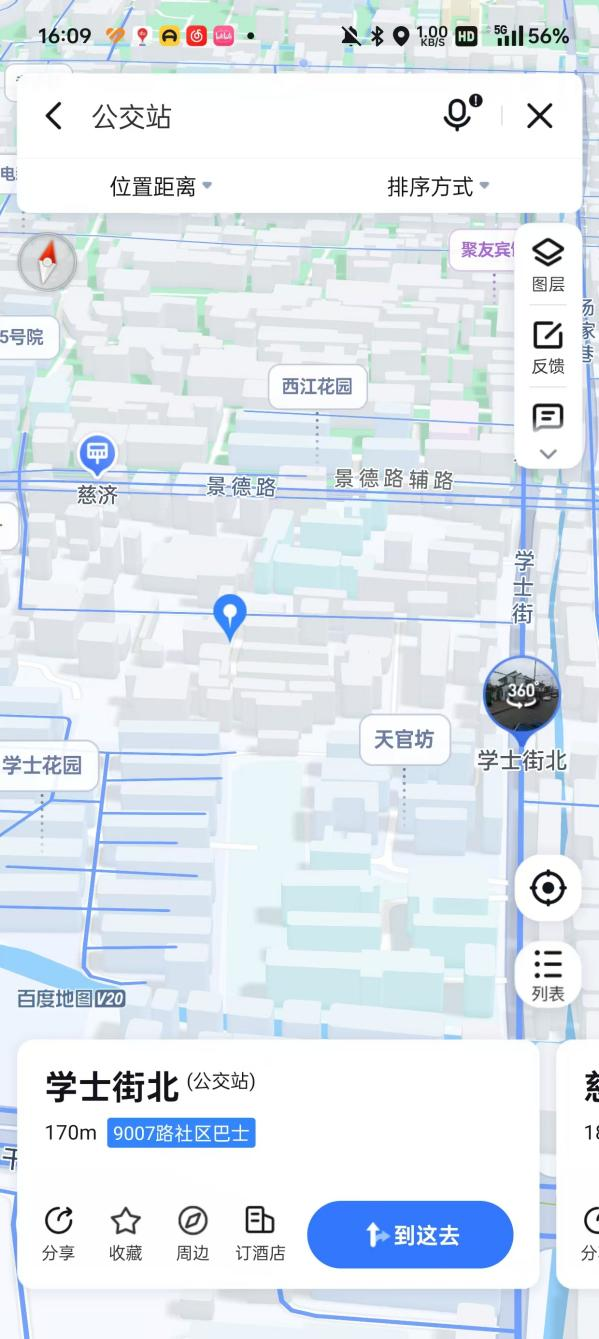 16:09
1.00 KB/S HD 5G 56%
公交站
位置距离
排序方式
聚友宾
图层
杨家巷
5号院
反馈
西江花园
慈济
景德路
景德路辅路
学士街
360°
天官坊
学士街北
学士花园
列表
百度地图V20
学士街北 (公交站)
170m 9007路社区巴士
分享
收藏
周边
订酒店
到这去